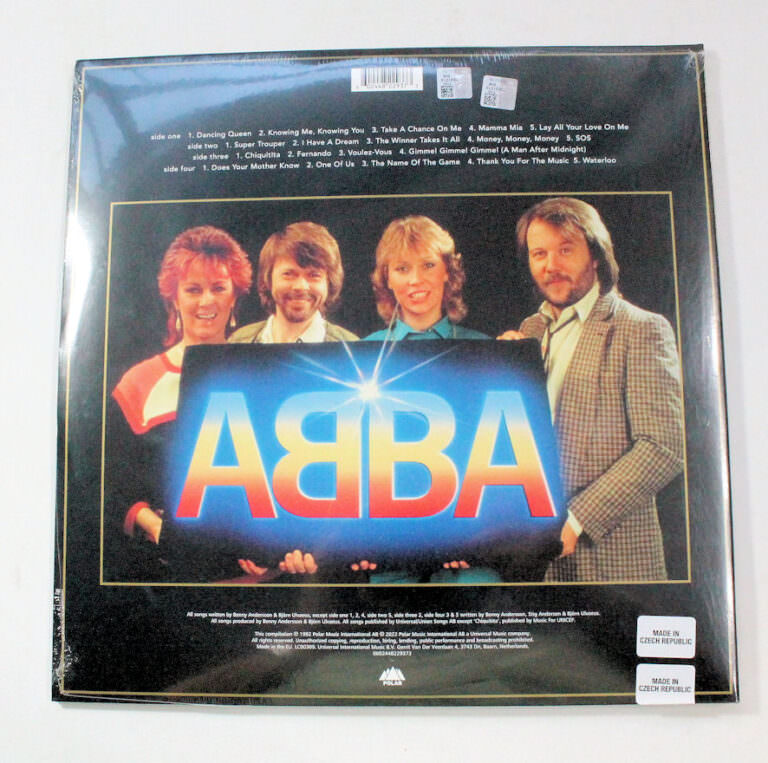 side one 1. Dancing Queen 2. Knowing Me, Knowing You 3. Take A Chance On Me 4. Mamma Mia 5. Lay All Your Love On Me
side two 1. Super Trouper 2. I Have A Dream 3. The Winner Takes It All 4. Money, Money, Money 5. SOS
side three 1. Chiquitita 2. Fernando 3. Voulez-Vous 4. Gimme! Gimme! Gimme! (A Man After Midnight)
side four 1. Does Your Mother Know 2. One Of Us 3. The Name Of The Game 4. Thank You For The Music 5. Waterloo
ABBA
All songs written by Benny Andersson & Björn Ulvaeus, except side one 1, 3, 4, side two 5, side three 2, side four 3 & 5 written by Benny Andersson, Stig Anderson & Björn Ulvaeus.
All songs produced by Benny Andersson & Björn Ulvaeus. All songs published by Universal/Union Songs AB except 'Chiquitita', published by Music For UNICEF.
This compilation ℗ 1992 Polar Music International AB © 2022 Polar Music International AB a Universal Music company.
All rights reserved. Unauthorized copying, reproduction, hiring, lending, public performance and broadcasting prohibited.
Made in the EU. LC00309. Universal Music International B.V. Gerrit Van Der Veenlaan 4, 3743 Dn, Baarn, Netherlands.
POLAR
MADE IN
CZECH REPUBLIC
MADE IN
CZECH REPUBLIC